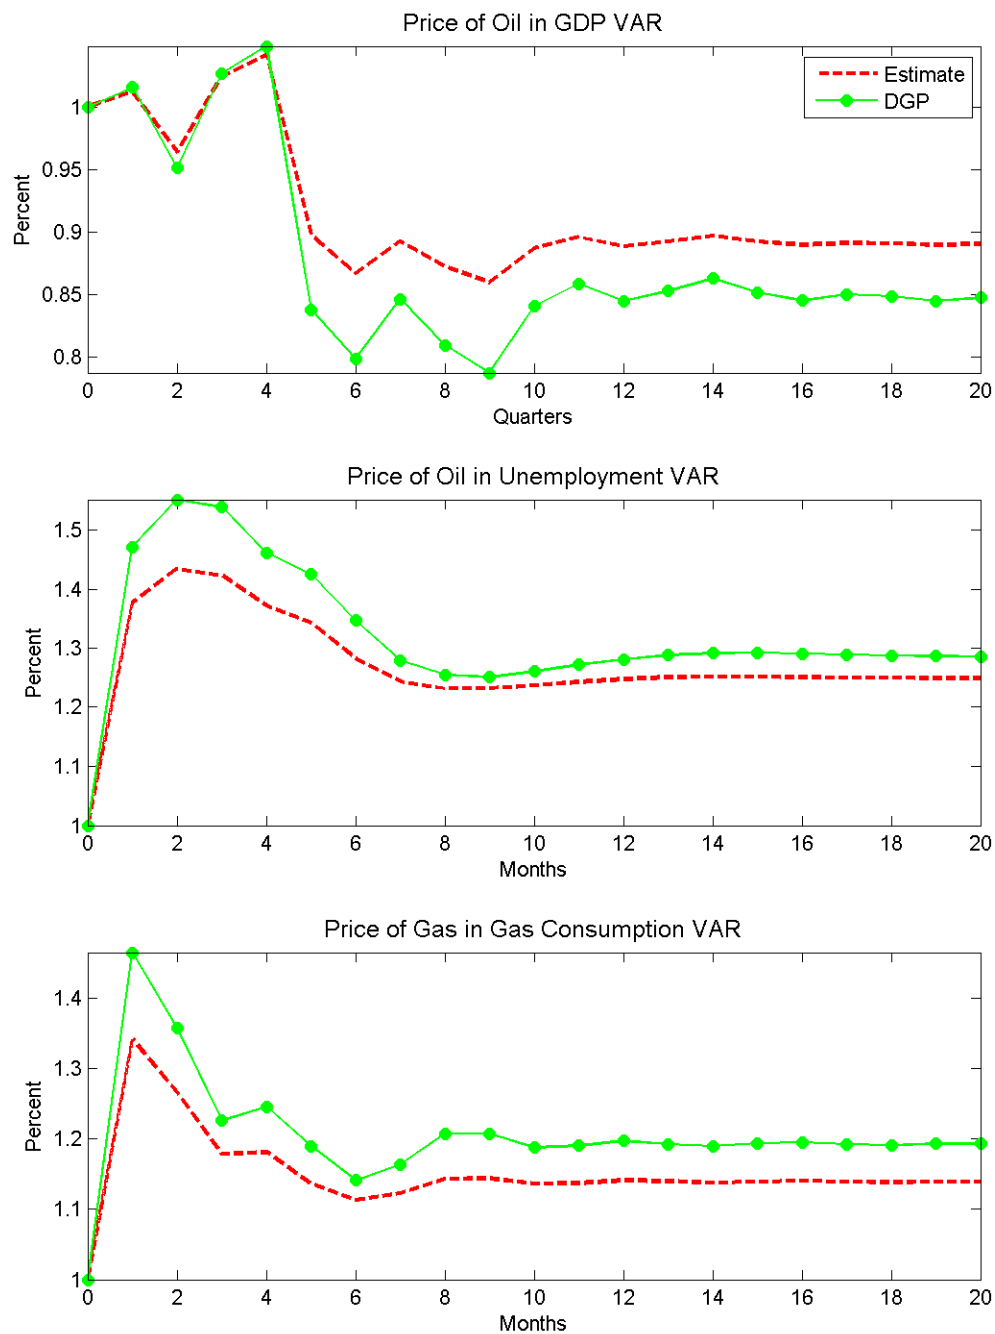 Price of Oil in GDP VAR
Estimate
DGP
Percent
1
0.95
0.9
0.85
0.8
0 2 4 6 8 10 12 14 16 18 20
Quarters
Price of Oil in Unemployment VAR
Percent
1.5
1.4
1.3
1.2
1.1
1
0 2 4 6 8 10 12 14 16 18 20
Months
Price of Gas in Gas Consumption VAR
Percent
1.4
1.3
1.2
1.1
1
0 2 4 6 8 10 12 14 16 18 20
Months